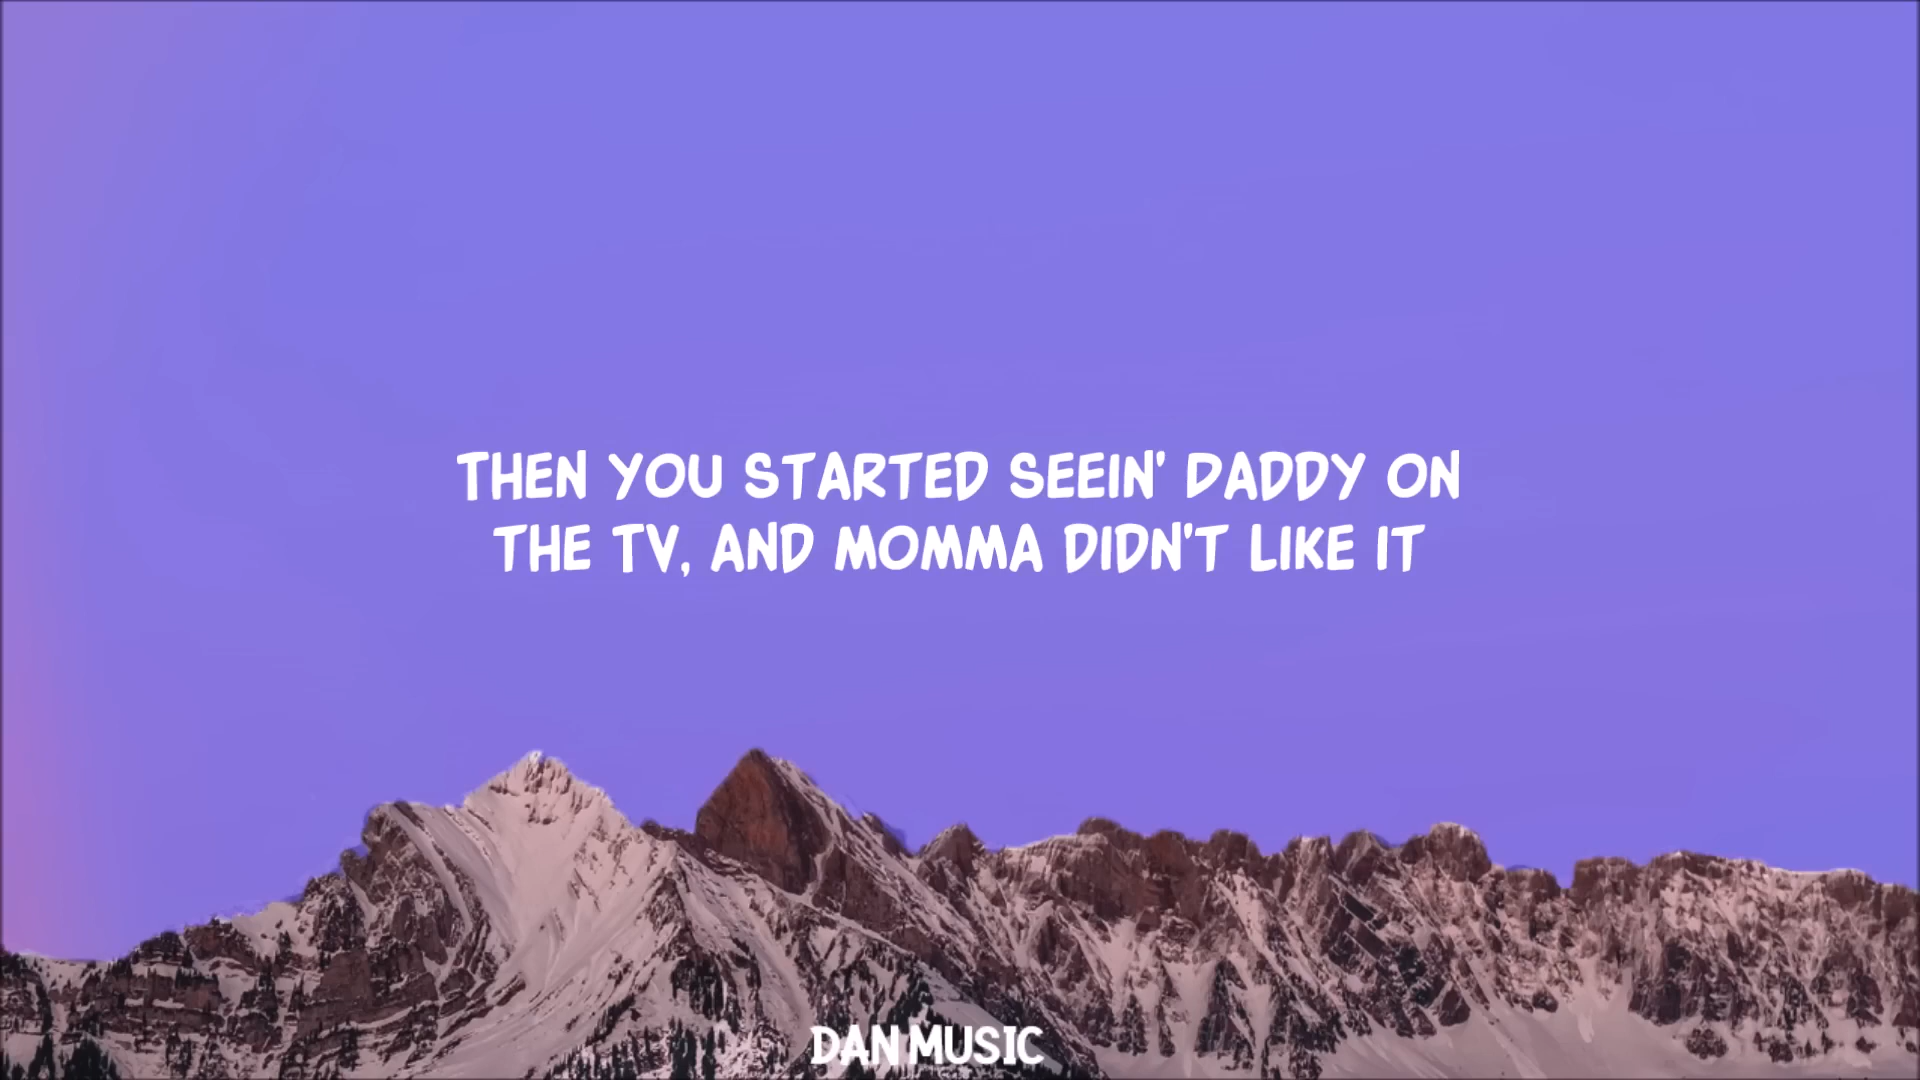 THEN YOU STARTED SEEIN' DADDY ON
THE TV, AND MOMMA DIDN'T LIKE IT
DAN MUSIC